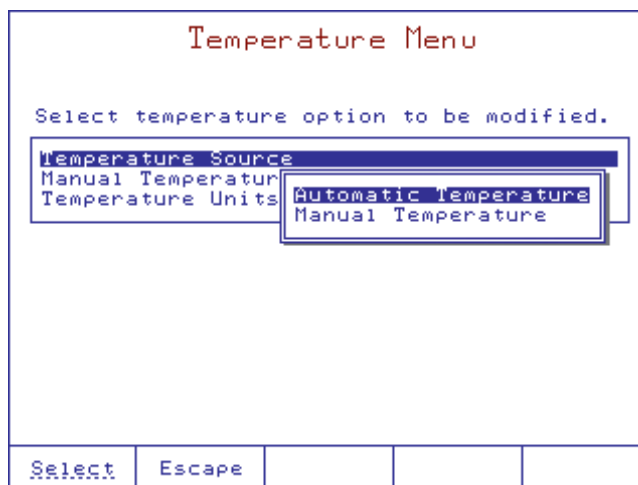 Temperature Menu
Select temperature option to be modified.
Temperature Source
Manual Temperatur
Temperature Units
Automatic Temperature
Manual Temperature
Select
Escape